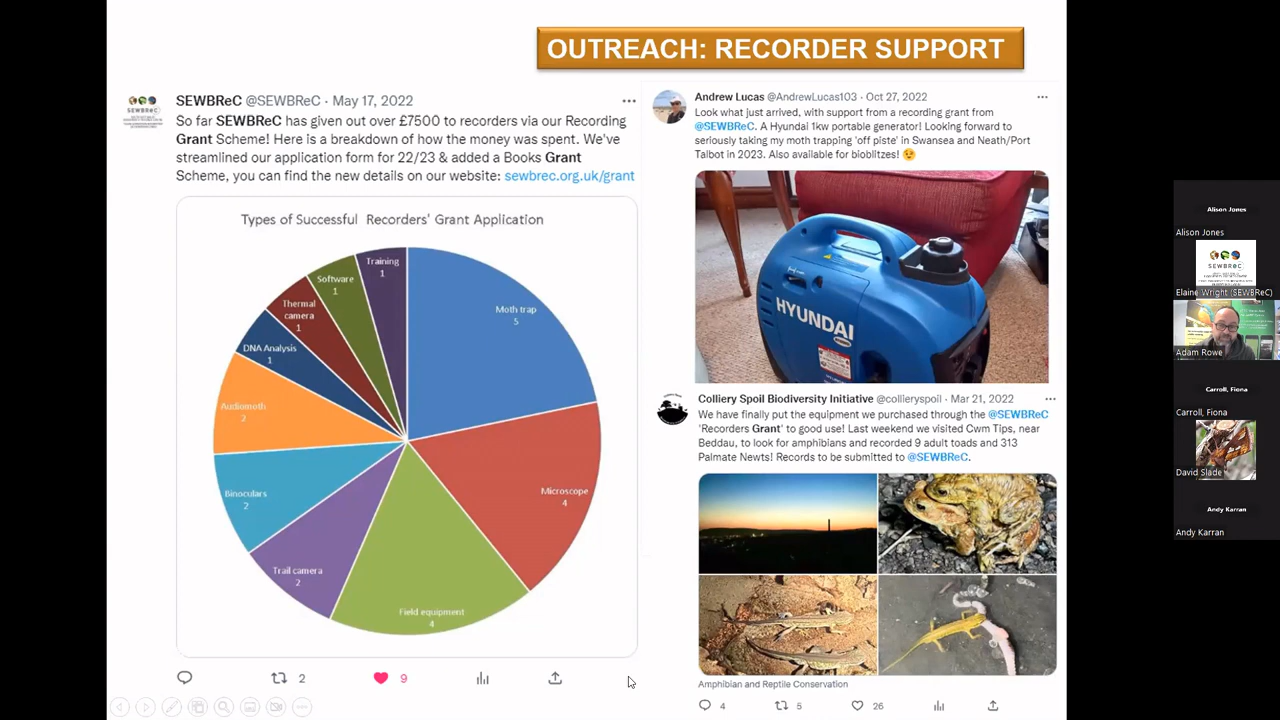 OUTREACH: RECORDER SUPPORT
SEWBReC @SEWBReC · May 17, 2022
So far SEWBReC has given out over £7500 to recorders via our Recording
Grant Scheme! Here is a breakdown of how the money was spent. We've
streamlined our application form for 22/23 & added a Books Grant
Scheme, you can find the new details on our website: sewbrec.org.uk/grant
Types of Successful Recorders' Grant Application
Training
1
Software
1
Thermal
camera
1
DNA Analysis
1
Audiomoth
2
Binoculars
2
Trail camera
2
Field equipment
4
Microscope
4
Moth trap
5
2
9
Andrew Lucas @AndrewLucas103 · Oct 27, 2022
Look what just arrived, with support from a recording grant from
@SEWBReC. A Hyundai 1kw portable generator! Looking forward to
seriously taking my moth trapping 'off piste' in Swansea and Neath/Port
Talbot in 2023. Also available for bioblitzes!
HYUNDAI
Colliery Spoil Biodiversity Initiative @collieryspoil · Mar 21, 2022
We have finally put the equipment we purchased through the @SEWBReC
'Recorders Grant' to good use! Last weekend we visited Cwm Tips, near
Beddau, to look for amphibians and recorded 9 adult toads and 313
Palmate Newts! Records to be submitted to @SEWBReC.
Amphibian and Reptile Conservation
4
5
26
Alison Jones
Alison Jones
SEWBReC
Elaine Wright (SEWBReC)
Adam Rowe
Carroll, Fiona
Carroll, Fiona
David Slade
Andy Karran
Andy Karran